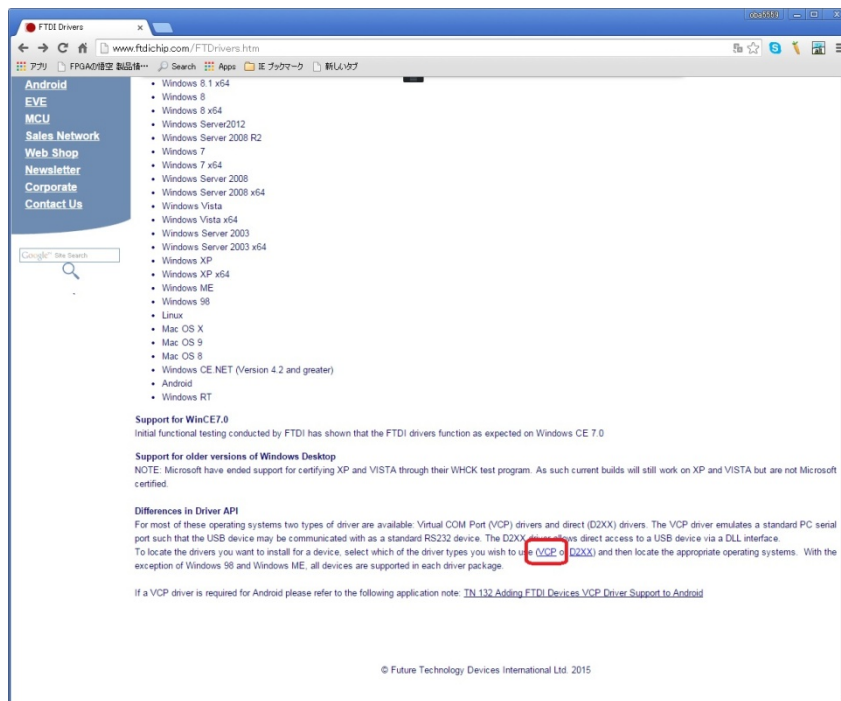 oba5559
FTDI Drivers
www.ftdichip.com/FTDrivers.htm
アプリ FPGAの悟空 製品情… Search Apps IE ブックマーク 新しいタブ
Android
EVE
MCU
Sales Network
Web Shop
Newsletter
Corporate
Contact Us
Google Site Search
• Windows 8.1 x64
• Windows 8
• Windows 8 x64
• Windows Server2012
• Windows Server 2008 R2
• Windows 7
• Windows 7 x64
• Windows Server 2008
• Windows Server 2008 x64
• Windows Vista
• Windows Vista x64
• Windows Server 2003
• Windows Server 2003 x64
• Windows XP
• Windows XP x64
• Windows ME
• Windows 98
• Linux
• Mac OS X
• Mac OS 9
• Mac OS 8
• Windows CE.NET (Version 4.2 and greater)
• Android
• Windows RT
Support for WinCE7.0
Initial functional testing conducted by FTDI has shown that the FTDI drivers function as expected on Windows CE 7.0
Support for older versions of Windows Desktop
NOTE: Microsoft have ended support for certifying XP and VISTA through their WHCK test program. As such current builds will still work on XP and VISTA but are not Microsoft
certified.
Differences in Driver API
For most of these operating systems two types of driver are available: Virtual COM Port (VCP) drivers and direct (D2XX) drivers. The VCP driver emulates a standard PC serial
port such that the USB device may be communicated with as a standard RS232 device. The D2XX driver allows direct access to a USB device via a DLL interface.
To locate the drivers you want to install for a device, select which of the driver types you wish to use (VCP or D2XX) and then locate the appropriate operating systems. With the
exception of Windows 98 and Windows ME, all devices are supported in each driver package.
If a VCP driver is required for Android please refer to the following application note: TN 132 Adding FTDI Devices VCP Driver Support to Android
© Future Technology Devices International Ltd. 2015